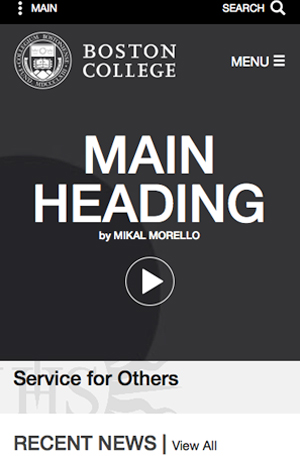 MAIN
SEARCH
BOSTON
COLLEGE
MENU
MAIN
HEADING
by MIKAL MORELLO
Service for Others
RECENT NEWS | View All